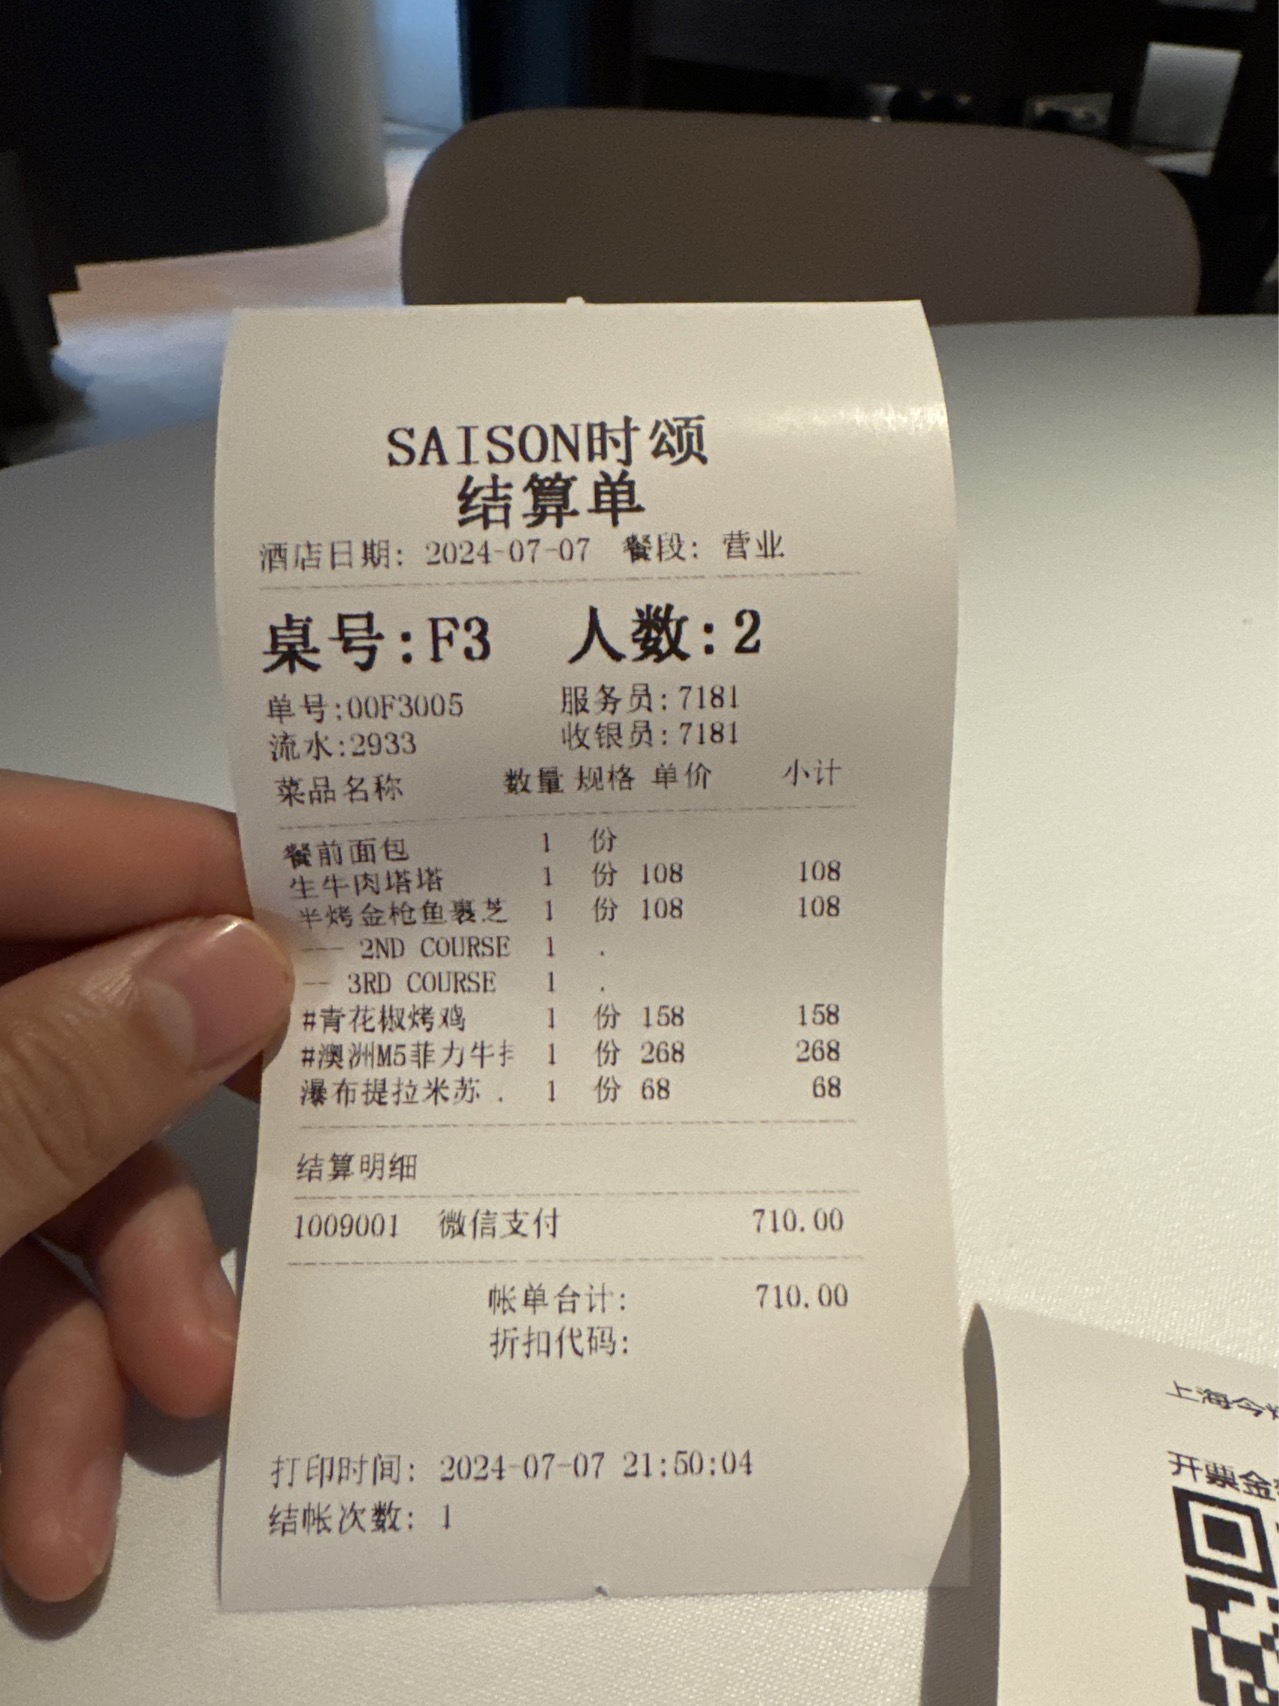 SAISON时颂
结算单
酒店日期: 2024-07-07 餐段: 营业
桌号:F3 人数:2
单号:00F3005 服务员:7181
流水:2933 收银员:7181
菜品名称 数量 规格 单价 小计
餐前面包 1 份
生牛肉塔塔 1 份 108 108
半烤金枪鱼裹芝 1 份 108 108
--- 2ND COURSE 1 .
-- 3RD COURSE 1 .
#青花椒烤鸡 1 份 158 158
#澳洲M5菲力牛 1 份 268 268
瀑布提拉米苏 . 1 份 68 68
结算明细
1009001 微信支付 710.00
帐单合计: 710.00
折扣代码:
打印时间: 2024-07-07 21:50:04
结帐次数: 1
上海今
开票金